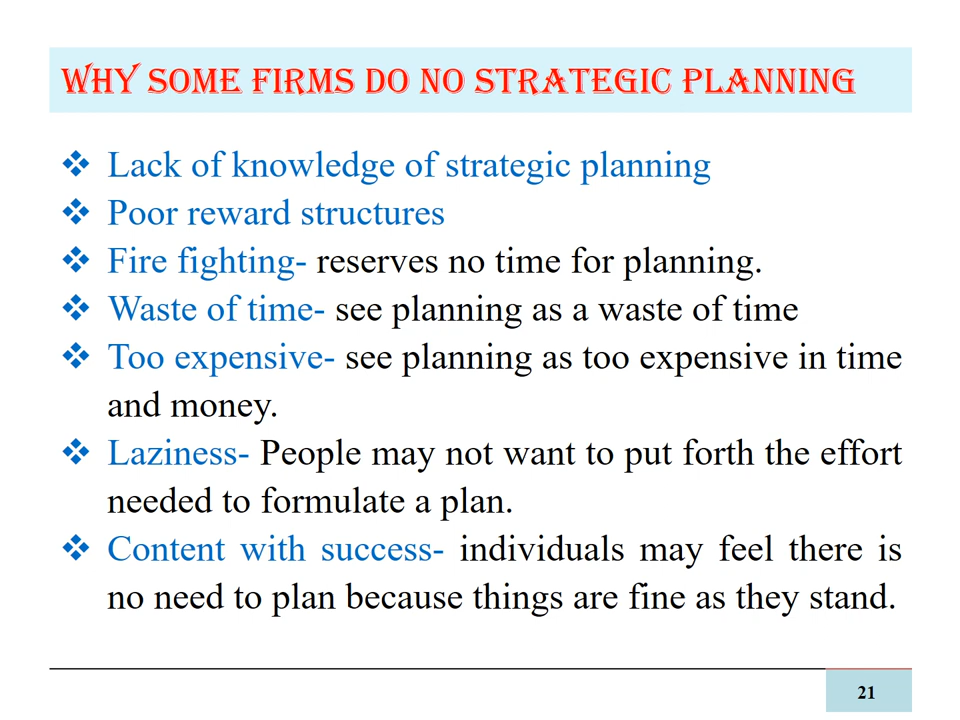 WHY SOME FIRMS DO NO STRATEGIC PLANNING
❖ Lack of knowledge of strategic planning
❖ Poor reward structures
❖ Fire fighting- reserves no time for planning.
❖ Waste of time- see planning as a waste of time
❖ Too expensive- see planning as too expensive in time
and money.
❖ Laziness- People may not want to put forth the effort
needed to formulate a plan.
❖ Content with success- individuals may feel there is
no need to plan because things are fine as they stand.
21